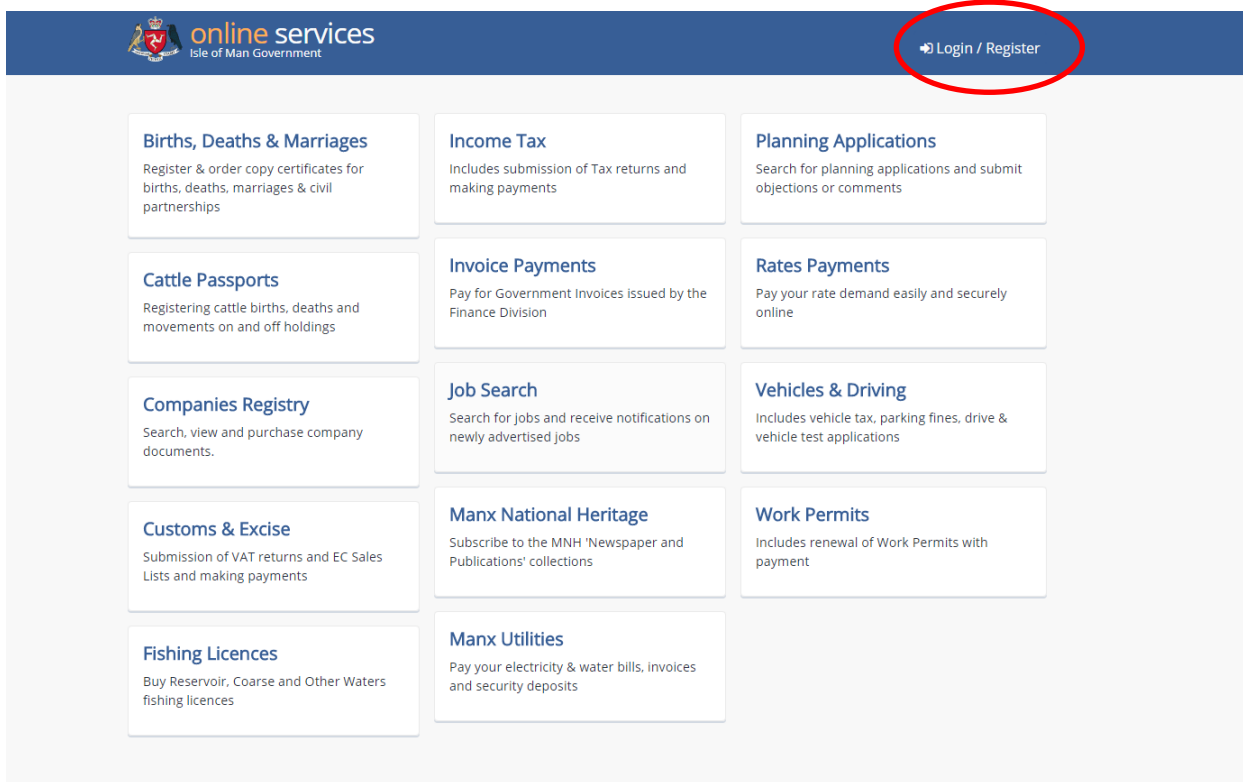 online services
Isle of Man Government
Login / Register
Births, Deaths & Marriages
Register & order copy certificates for
births, deaths, marriages & civil
partnerships
Cattle Passports
Registering cattle births, deaths and
movements on and off holdings
Companies Registry
Search, view and purchase company
documents.
Customs & Excise
Submission of VAT returns and EC Sales
Lists and making payments
Fishing Licences
Buy Reservoir, Coarse and Other Waters
fishing licences
Income Tax
Includes submission of Tax returns and
making payments
Invoice Payments
Pay for Government Invoices issued by the
Finance Division
Job Search
Search for jobs and receive notifications on
newly advertised jobs
Manx National Heritage
Subscribe to the MNH 'Newspaper and
Publications' collections
Manx Utilities
Pay your electricity & water bills, invoices
and security deposits
Planning Applications
Search for planning applications and submit
objections or comments
Rates Payments
Pay your rate demand easily and securely
online
Vehicles & Driving
Includes vehicle tax, parking fines, drive &
vehicle test applications
Work Permits
Includes renewal of Work Permits with
payment